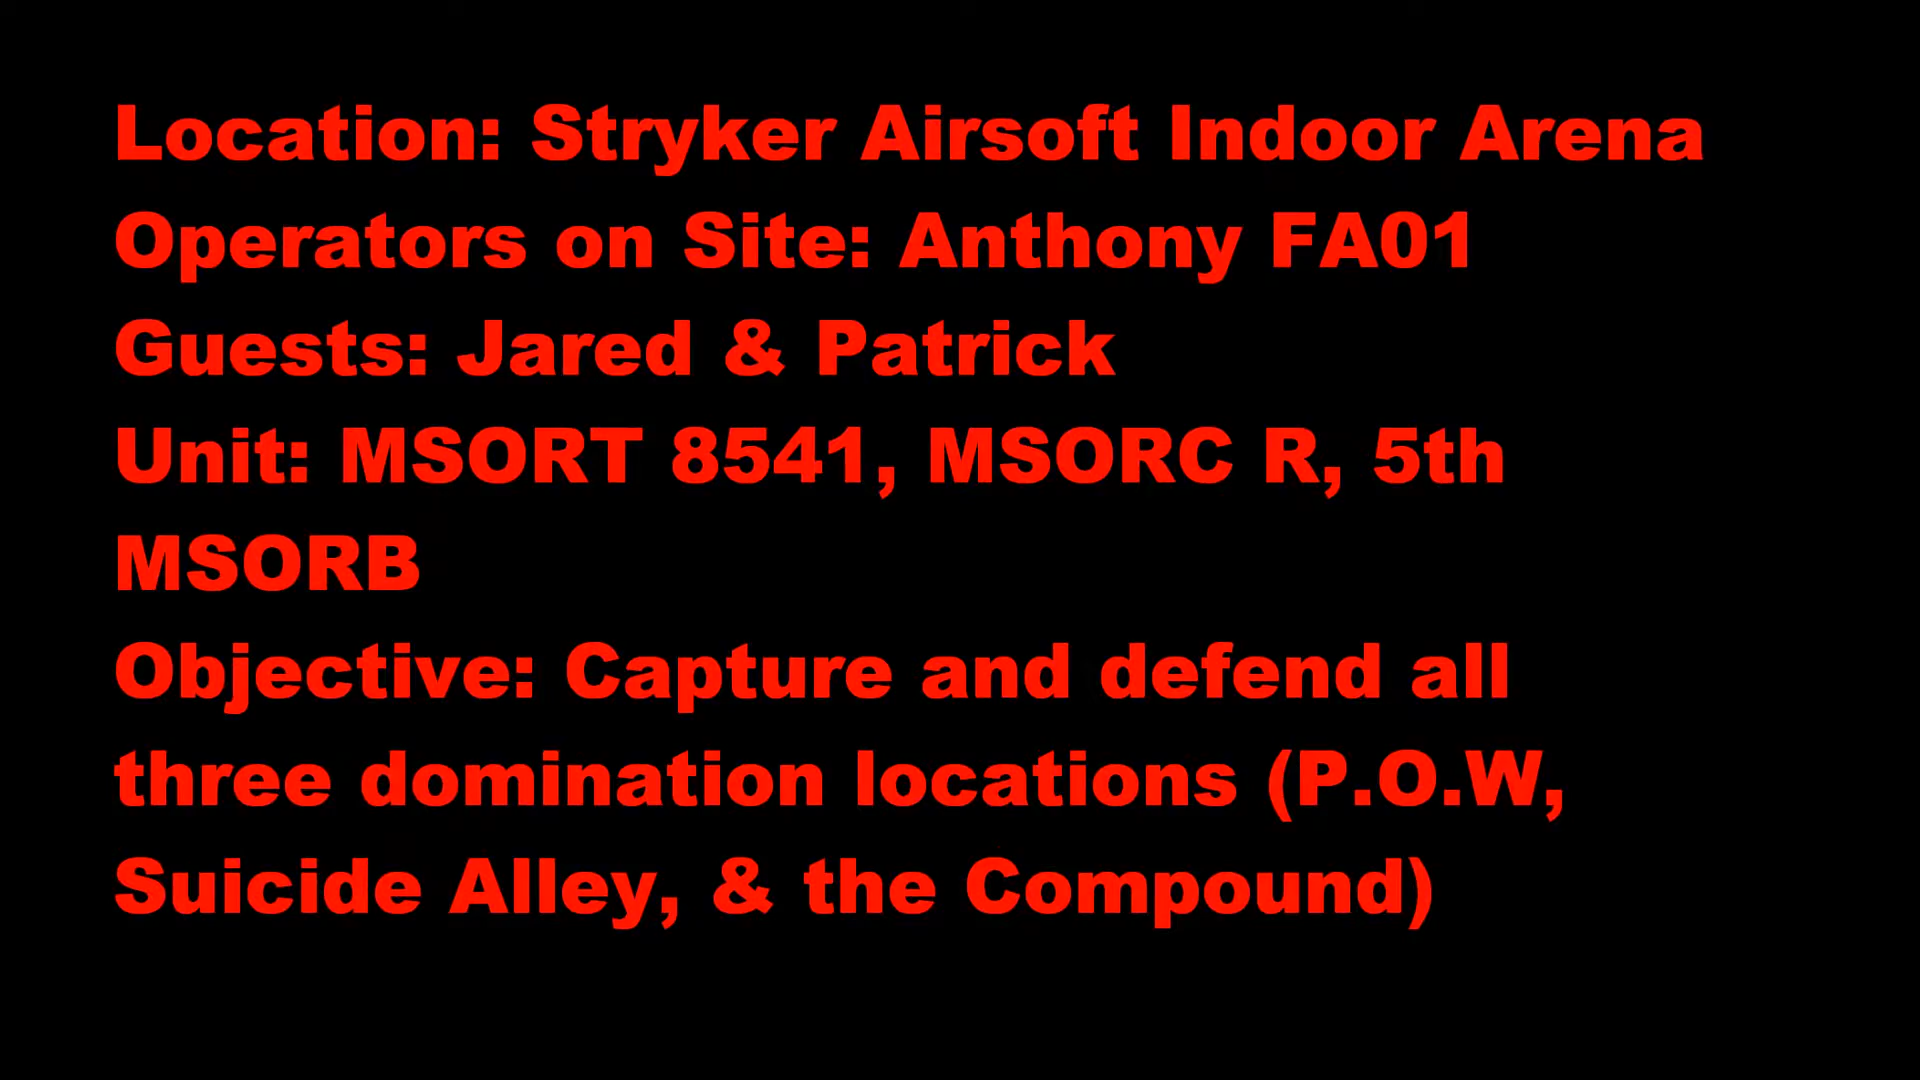 Location: Stryker Airsoft Indoor Arena
Operators on Site: Anthony FA01
Guests: Jared & Patrick
Unit: MSORT 8541, MSORC R, 5th
MSORB
Objective: Capture and defend all
three domination locations (P.O.W,
Suicide Alley, & the Compound)